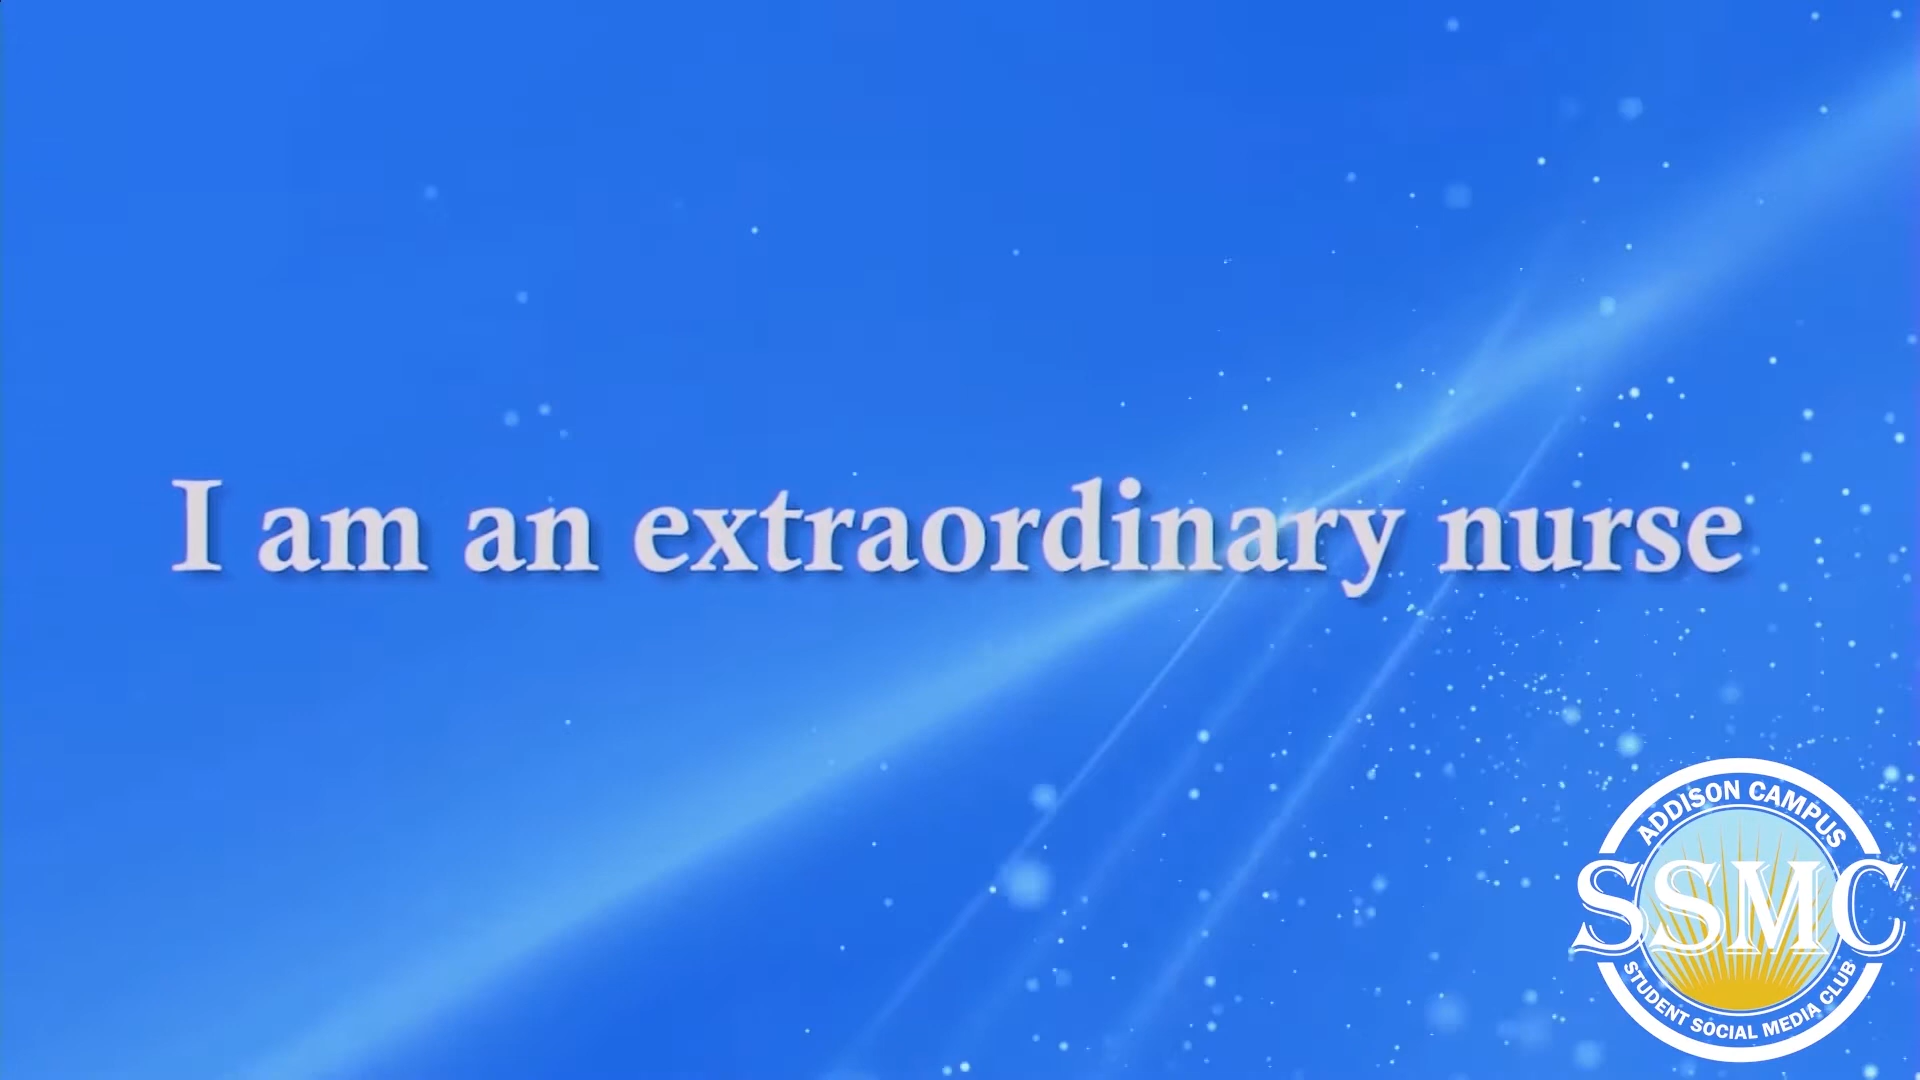 I am an extraordinary nurse
ADDISON CAMPUS
SSMC
STUDENT SOCIAL MEDIA CLUB